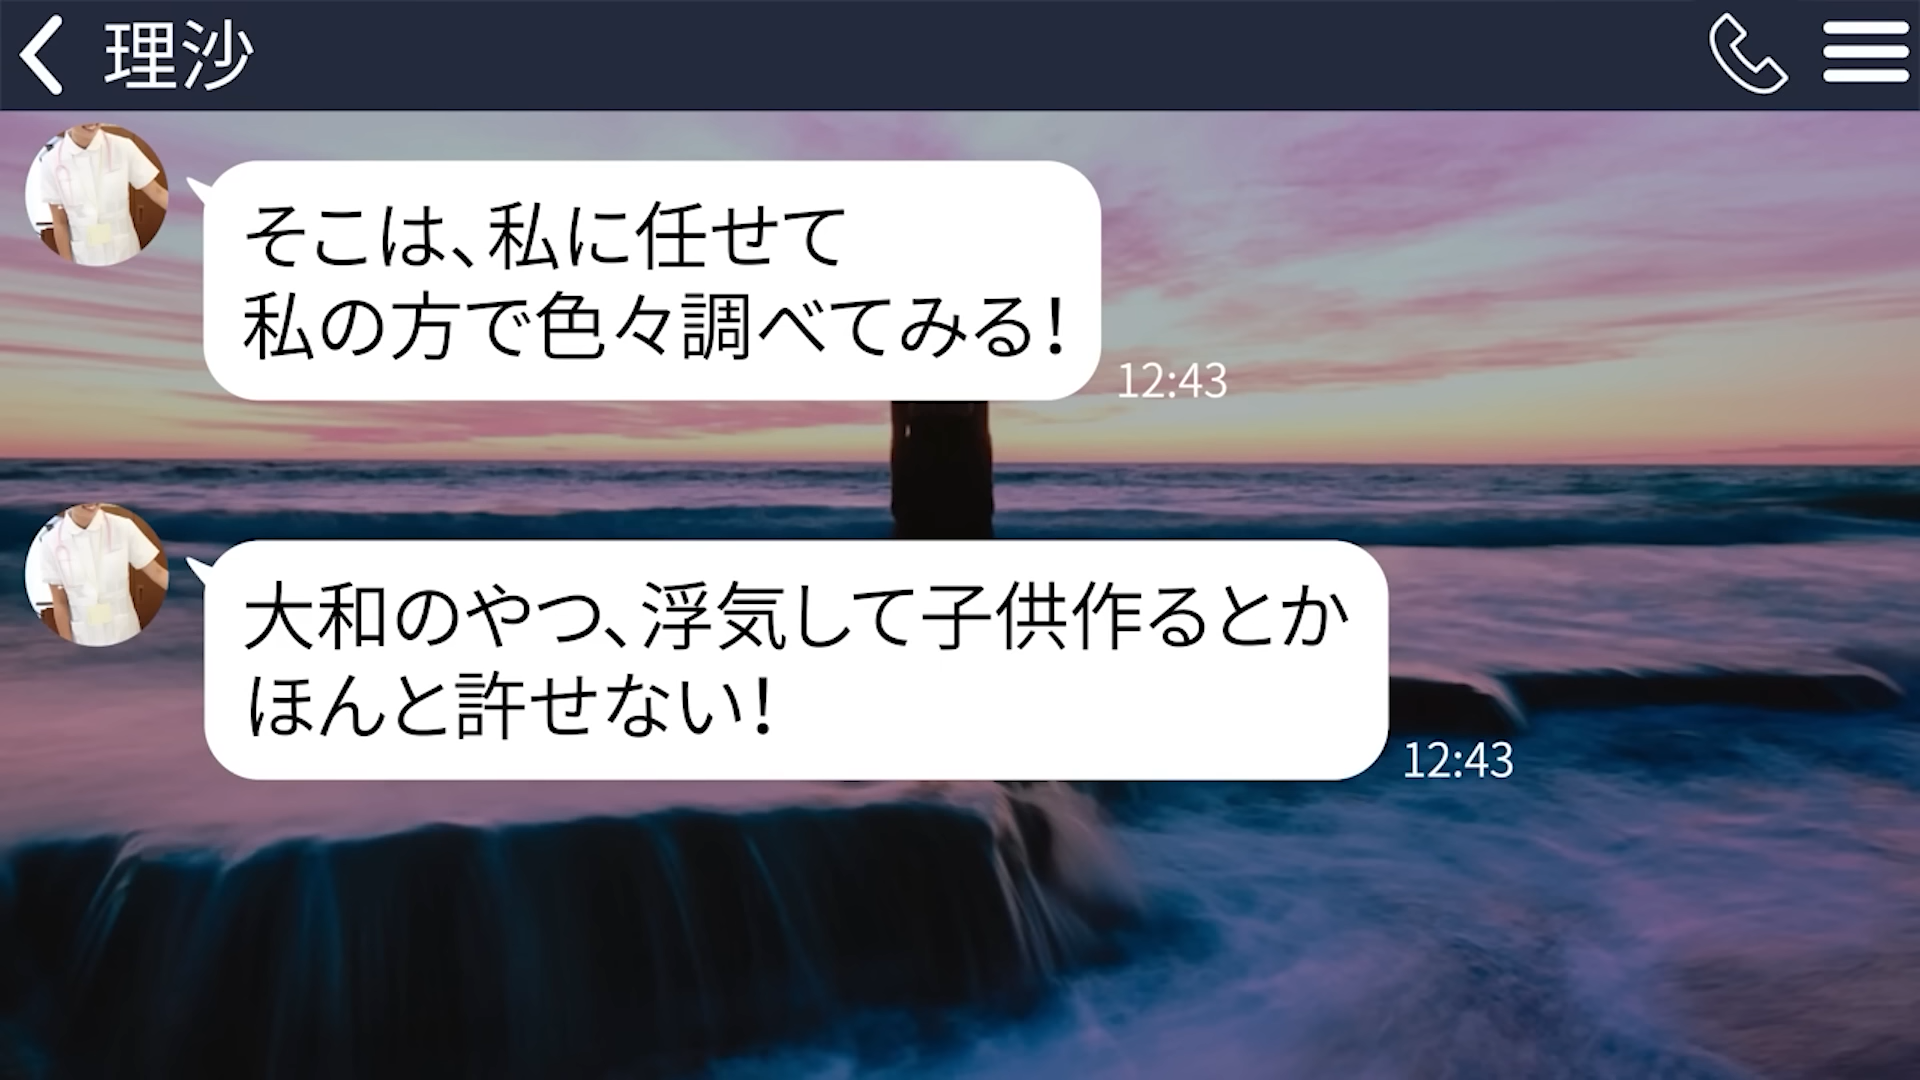 理沙
そこは、私に任せて
私の方で色々調べてみる！
12:43
大和のやつ、浮気して子供作るとか
ほんと許せない！
12:43